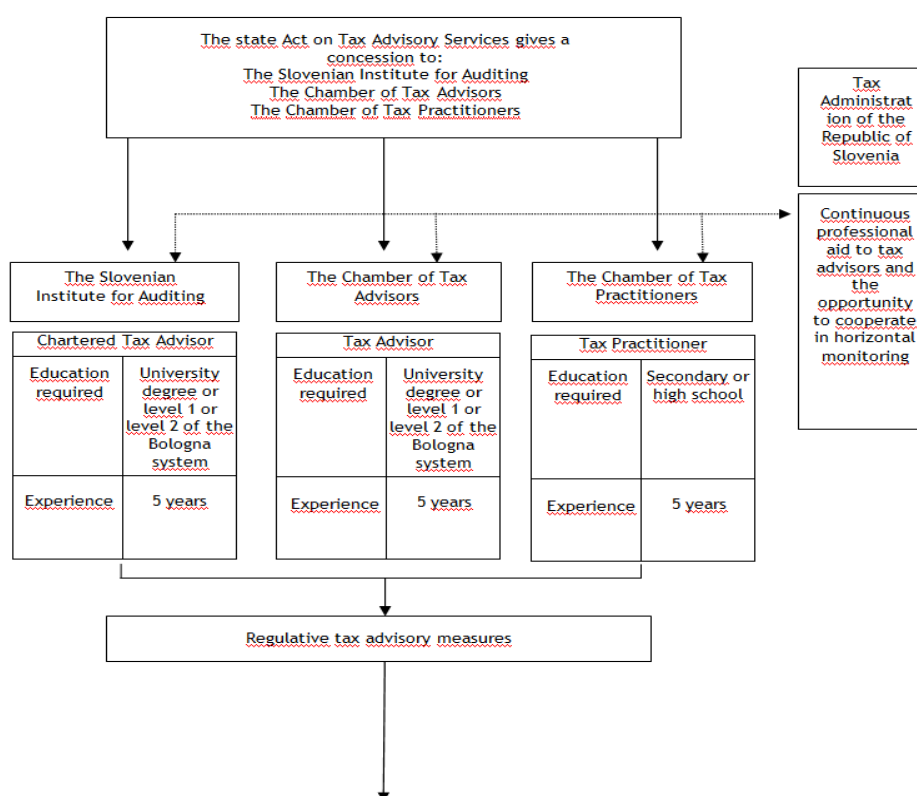 The state Act on Tax Advisory Services gives a
concession to:
The Slovenian Institute for Auditing
The Chamber of Tax Advisors
The Chamber of Tax Practitioners
Tax
Administrat
ion of the
Republic of
Slovenia
Continuous
professional
aid to tax
advisors and
the
opportunity
to cooperate
in horizontal
monitoring
The Slovenian
Institute for Auditing
The Chamber of Tax
Advisors
The Chamber of Tax
Practitioners
Chartered Tax Advisor
Education
required
University
degree or
level 1 or
level 2 of the
Bologna
system
Experience
5 years
Tax Advisor
Education
required
University
degree or
level 1 or
level 2 of the
Bologna
system
Experience
5 years
Tax Practitioner
Education
required
Secondary or
high school
Experience
5 years
Regulative tax advisory measures